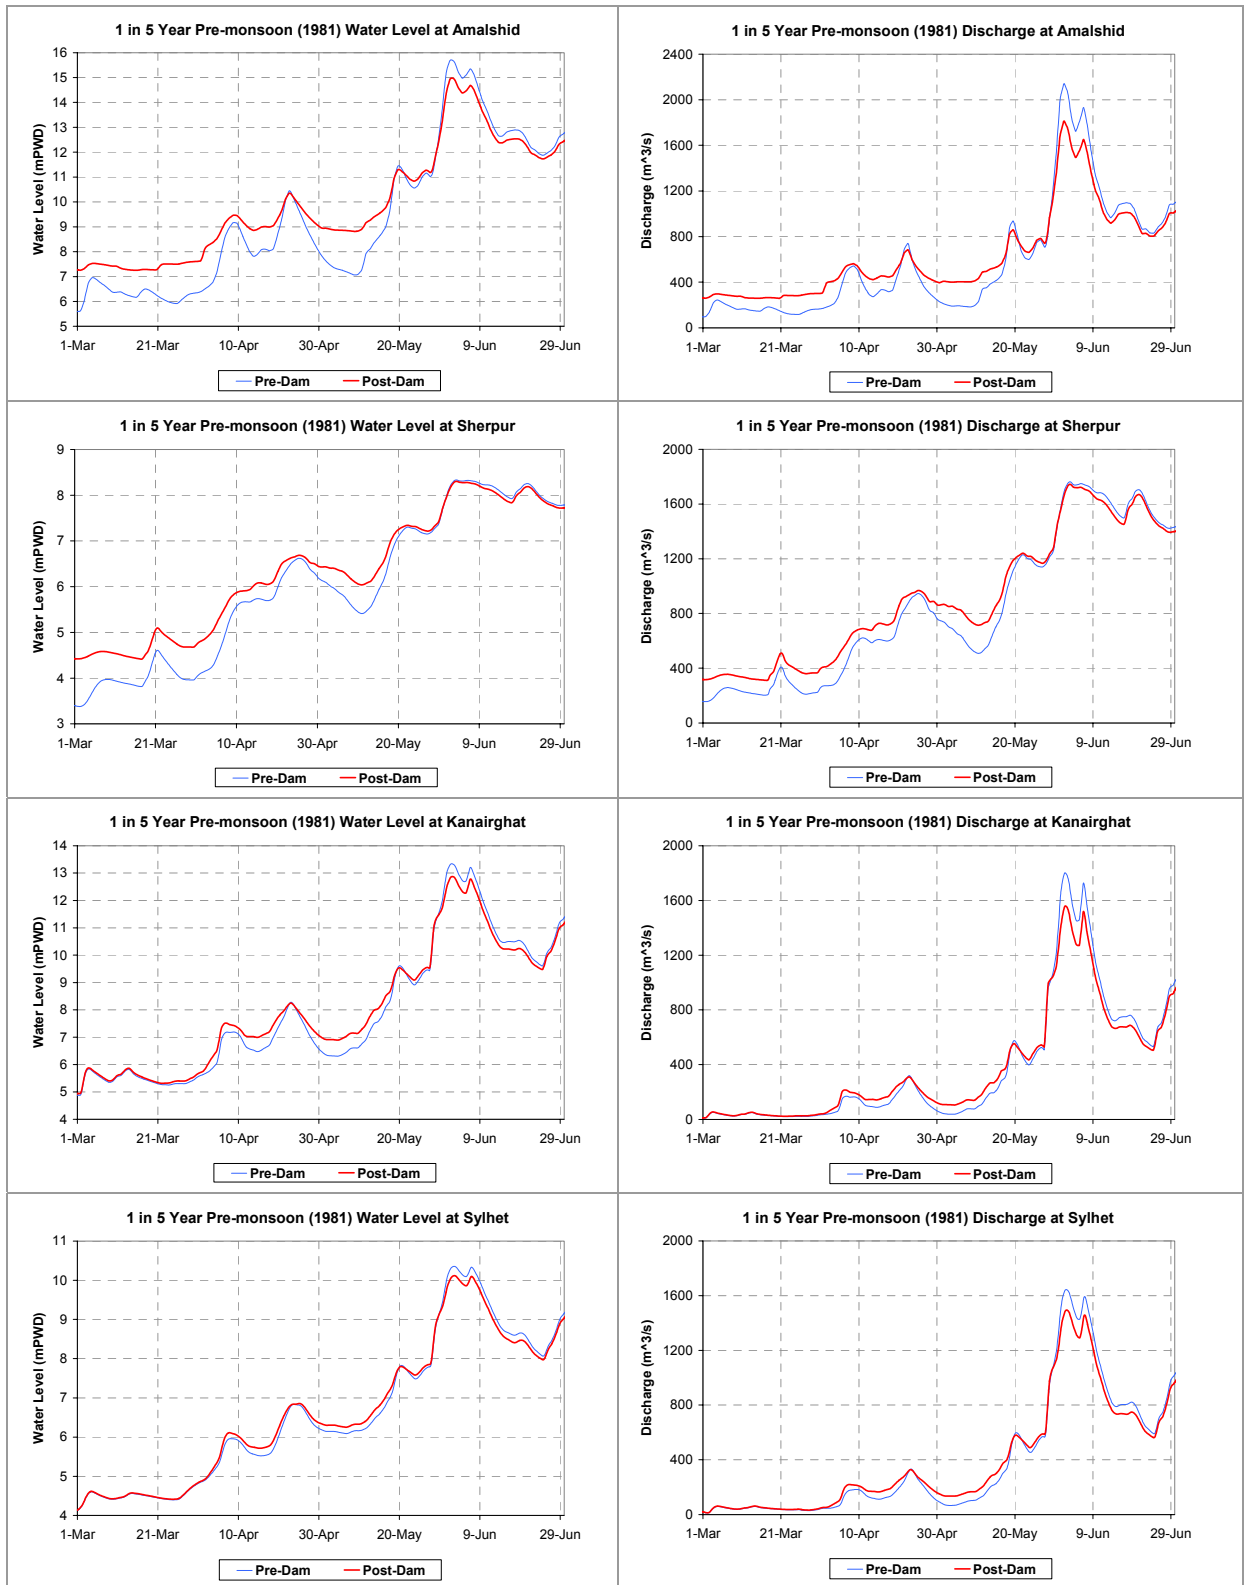 1 in 5 Year Pre-monsoon (1981) Water Level at Amalshid
Water Level (mPWD)
16
15
14
13
12
11
10
9
8
7
6
5
1-Mar 21-Mar 10-Apr 30-Apr 20-May 9-Jun 29-Jun
Pre-Dam Post-Dam
1 in 5 Year Pre-monsoon (1981) Discharge at Amalshid
Discharge (m^3/s)
2400
2000
1600
1200
800
400
0
1-Mar 21-Mar 10-Apr 30-Apr 20-May 9-Jun 29-Jun
Pre-Dam Post-Dam
1 in 5 Year Pre-monsoon (1981) Water Level at Sherpur
Water Level (mPWD)
9
8
7
6
5
4
3
1-Mar 21-Mar 10-Apr 30-Apr 20-May 9-Jun 29-Jun
Pre-Dam Post-Dam
1 in 5 Year Pre-monsoon (1981) Discharge at Sherpur
Discharge (m^3/s)
2000
1600
1200
800
400
0
1-Mar 21-Mar 10-Apr 30-Apr 20-May 9-Jun 29-Jun
Pre-Dam Post-Dam
1 in 5 Year Pre-monsoon (1981) Water Level at Kanairghat
Water Level (mPWD)
14
13
12
11
10
9
8
7
6
5
4
1-Mar 21-Mar 10-Apr 30-Apr 20-May 9-Jun 29-Jun
Pre-Dam Post-Dam
1 in 5 Year Pre-monsoon (1981) Discharge at Kanairghat
Discharge (m^3/s)
2000
1600
1200
800
400
0
1-Mar 21-Mar 10-Apr 30-Apr 20-May 9-Jun 29-Jun
Pre-Dam Post-Dam
1 in 5 Year Pre-monsoon (1981) Water Level at Sylhet
Water Level (mPWD)
11
10
9
8
7
6
5
4
1-Mar 21-Mar 10-Apr 30-Apr 20-May 9-Jun 29-Jun
Pre-Dam Post-Dam
1 in 5 Year Pre-monsoon (1981) Discharge at Sylhet
Discharge (m^3/s)
2000
1600
1200
800
400
0
1-Mar 21-Mar 10-Apr 30-Apr 20-May 9-Jun 29-Jun
Pre-Dam Post-Dam